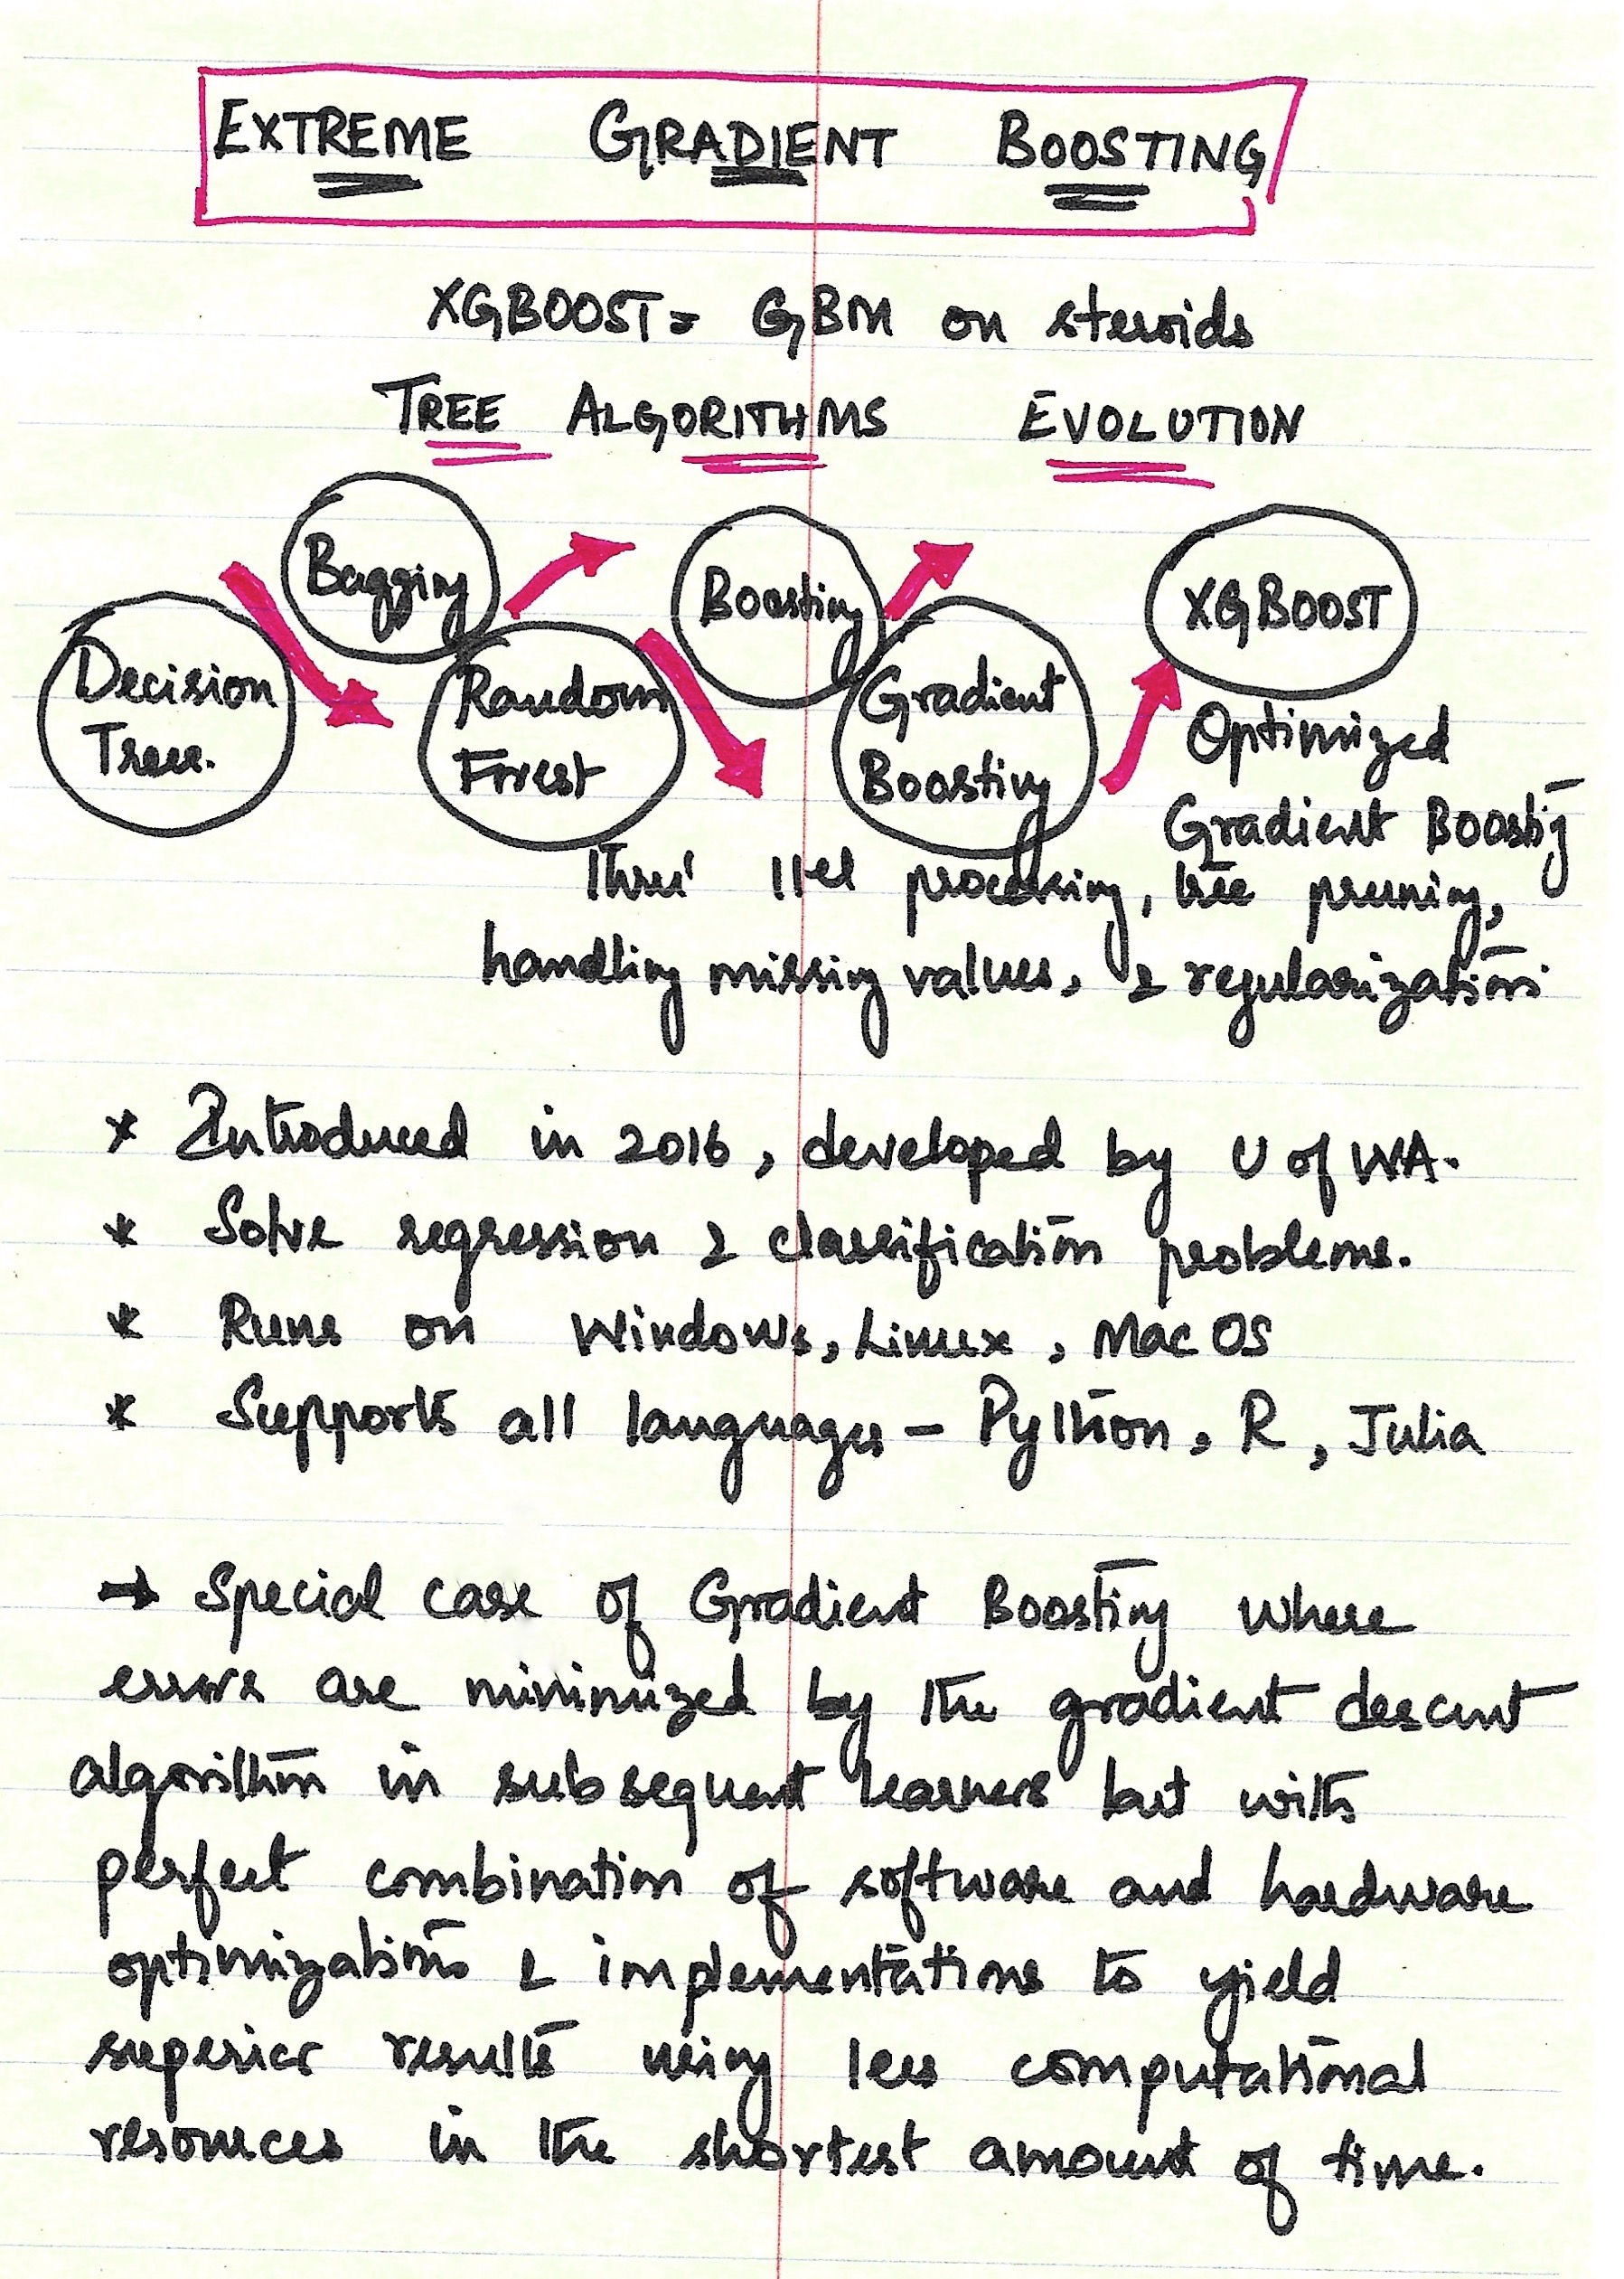 EXTREME GRADIENT BOOSTING
XGBOOST = GBM on steroids
TREE ALGORITHMS EVOLUTION
Decision
Tree.
Bagging
Random
Forest
Boosting
Gradient
Boosting
XGBOOST
Optimized
Gradient Boosting
thru' ||el processing, tree pruning,
handling missing values, & regularization.
* Introduced in 2016, developed by U of WA.
* Solve regression & classification problems.
* Runs on Windows, Linux, Mac OS
* Supports all languages - Python, R, Julia
→ Special case of Gradient Boosting where
errors are minimized by the gradient descent
algorithm in subsequent learners but with
perfect combination of software and hardware
optimizations & implementations to yield
superior results using less computational
resources in the shortest amount of time.